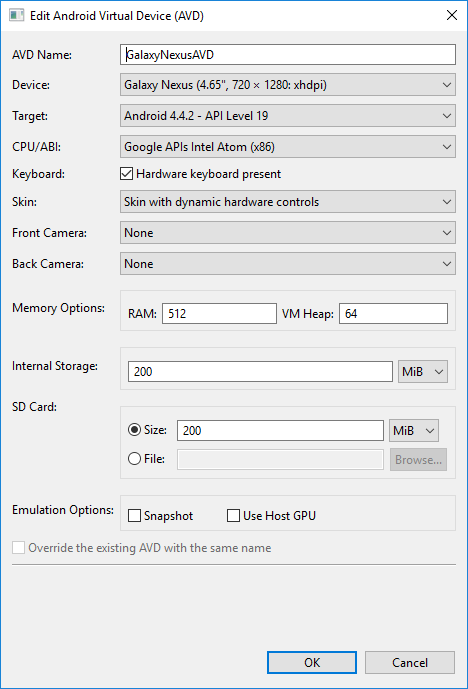 Edit Android Virtual Device (AVD)
AVD Name: GalaxyNexusAVD
Device: Galaxy Nexus (4.65", 720 × 1280: xhdpi)
Target: Android 4.4.2 - API Level 19
CPU/ABI: Google APIs Intel Atom (x86)
Keyboard: Hardware keyboard present
Skin: Skin with dynamic hardware controls
Front Camera: None
Back Camera: None
Memory Options: RAM: 512 VM Heap: 64
Internal Storage: 200 MiB
SD Card:
Size: 200 MiB
File: Browse...
Emulation Options: Snapshot Use Host GPU
Override the existing AVD with the same name
OK Cancel